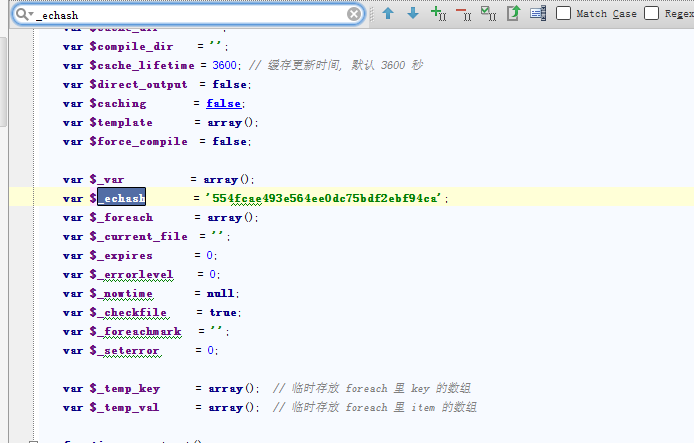 _echash
Match Case
Regex
var $cache_dir = '';
var $compile_dir = '';
var $cache_lifetime = 3600; // 缓存更新时间, 默认 3600 秒
var $direct_output = false;
var $caching = false;
var $template = array();
var $force_compile = false;
var $_var = array();
var $_echash = '554fcae493e564ee0dc75bdf2ebf94ca';
var $_foreach = array();
var $_current_file = '';
var $_expires = 0;
var $_errorlevel = 0;
var $_nowtime = null;
var $_checkfile = true;
var $_foreachmark = '';
var $_seterror = 0;
var $_temp_key = array(); // 临时存放 foreach 里 key 的数组
var $_temp_val = array(); // 临时存放 foreach 里 item 的数组